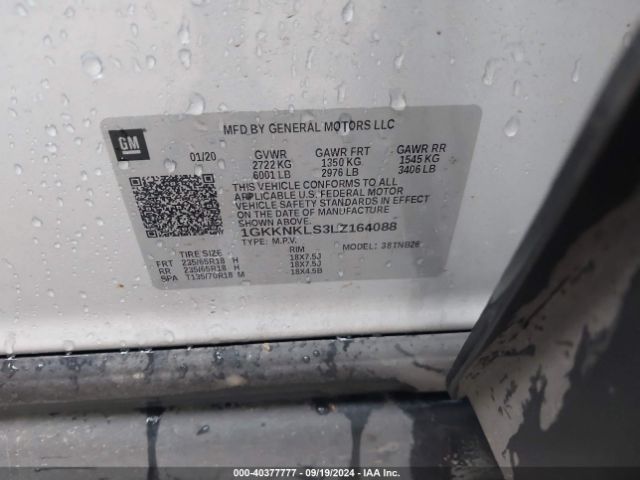 MFD BY GENERAL MOTORS LLC
GM
01/20 GVWR GAWR FRT GAWR RR
2722 KG 1350 KG 1545 KG
6001 LB 2976 LB 3406 LB
THIS VEHICLE CONFORMS TO ALL
APPLICABLE U.S. FEDERAL MOTOR
VEHICLE SAFETY STANDARDS IN EFFECT
ON THE DATE OF MANUFACTURE
SHOWN ABOVE.
1GKKNKLS3LZ164088
TYPE: M.P.V. MODEL: 38TNB26
TIRE SIZE RIM
FRT 235/65R18 H 18X7.5J
RR 235/65R18 H 18X7.5J
SPA T135/70R18 M 18X4.5B
000-40377777 - 09/19/2024 - IAA Inc.